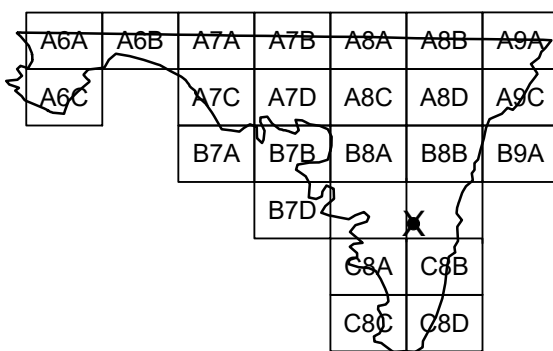 A6A A6B A7A A7B A8A A8B A9A
A6C A7C A7D A8C A8D A9C
B7A B7B B8A B8B B9A
B7D X
C8A C8B
C8C C8D